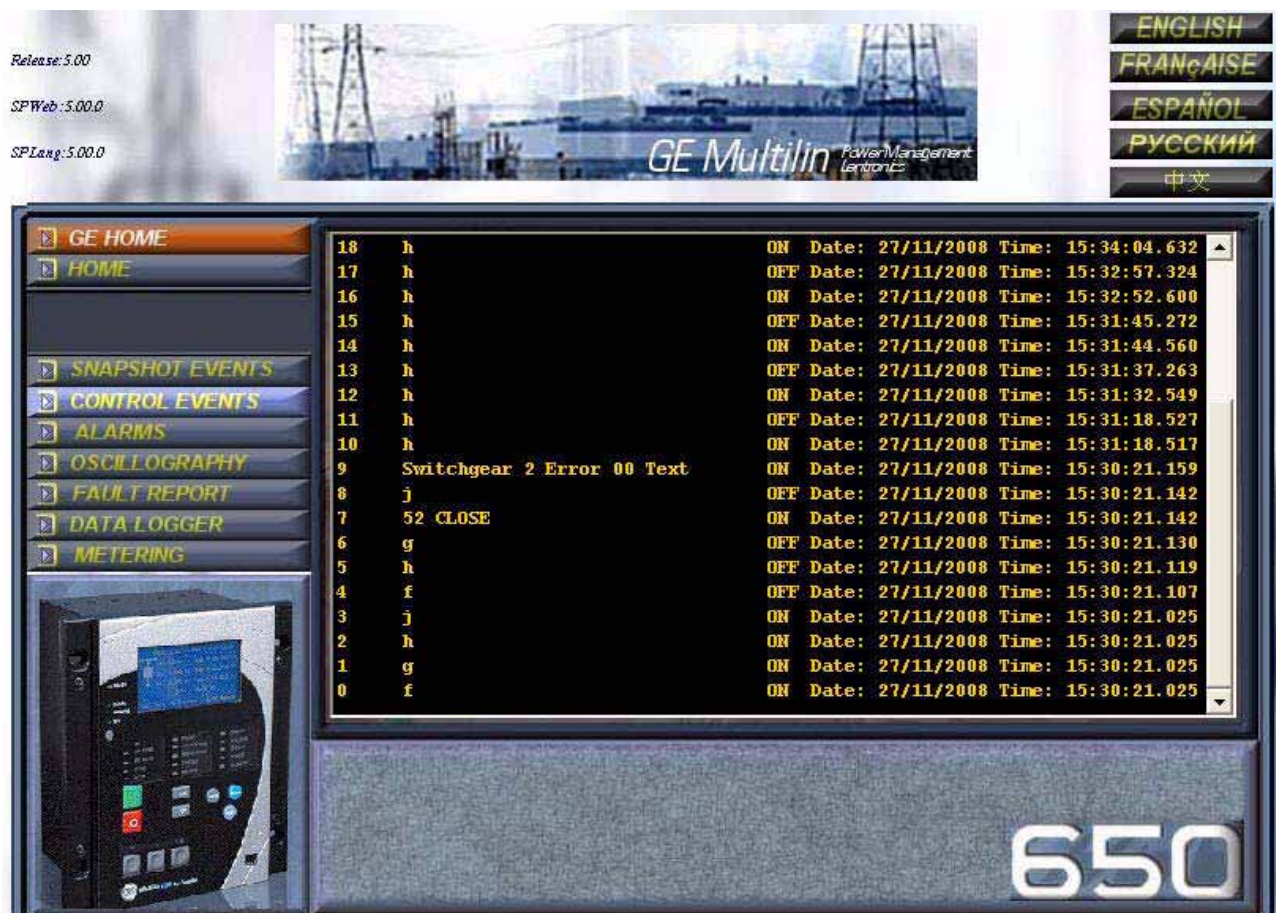 Release:5.00
SPWeb:5.00.0
SPLang:5.00.0
GE Multilin PowerManagement
Lentronics
ENGLISH
FRANçAISE
ESPAÑOL
РУССКИЙ
中文
GE HOME
HOME
SNAPSHOT EVENTS
CONTROL EVENTS
ALARMS
OSCILLOGRAPHY
FAULT REPORT
DATA LOGGER
METERING
18 h ON Date: 27/11/2008 Time: 15:34:04.632
17 h OFF Date: 27/11/2008 Time: 15:32:57.324
16 h ON Date: 27/11/2008 Time: 15:32:52.600
15 h OFF Date: 27/11/2008 Time: 15:31:45.272
14 h ON Date: 27/11/2008 Time: 15:31:44.560
13 h OFF Date: 27/11/2008 Time: 15:31:37.263
12 h ON Date: 27/11/2008 Time: 15:31:32.549
11 h OFF Date: 27/11/2008 Time: 15:31:18.527
10 h ON Date: 27/11/2008 Time: 15:31:18.517
9 Switchgear 2 Error 00 Text ON Date: 27/11/2008 Time: 15:30:21.159
8 j OFF Date: 27/11/2008 Time: 15:30:21.142
7 52 CLOSE ON Date: 27/11/2008 Time: 15:30:21.142
6 g OFF Date: 27/11/2008 Time: 15:30:21.130
5 h OFF Date: 27/11/2008 Time: 15:30:21.119
4 f OFF Date: 27/11/2008 Time: 15:30:21.107
3 j ON Date: 27/11/2008 Time: 15:30:21.025
2 h ON Date: 27/11/2008 Time: 15:30:21.025
1 g ON Date: 27/11/2008 Time: 15:30:21.025
0 f ON Date: 27/11/2008 Time: 15:30:21.025
650